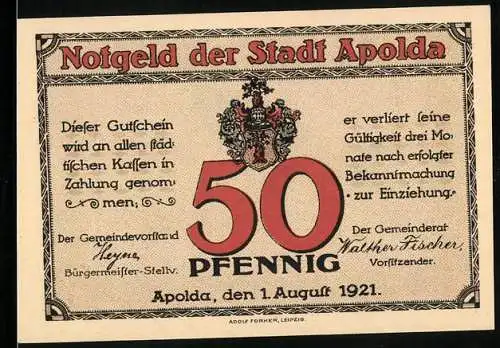 Notgeld der Stadt Apolda
Dieser Gutschein
wird an allen städ
tischen Kassen in
Zahlung genom
men;
er verliert seine
Gültigkeit drei Mo
nate nach erfolgter
Bekanntmachung
zur Einziehung.
50
PFENNIG
Der Gemeindevorstand
Heyne
Bürgermeister-Stellv.
Der Gemeinderat
Walther Fischer,
Vorsitzender.
Apolda, den 1. August 1921.
ADOLF FORKER, LEIPZIG.